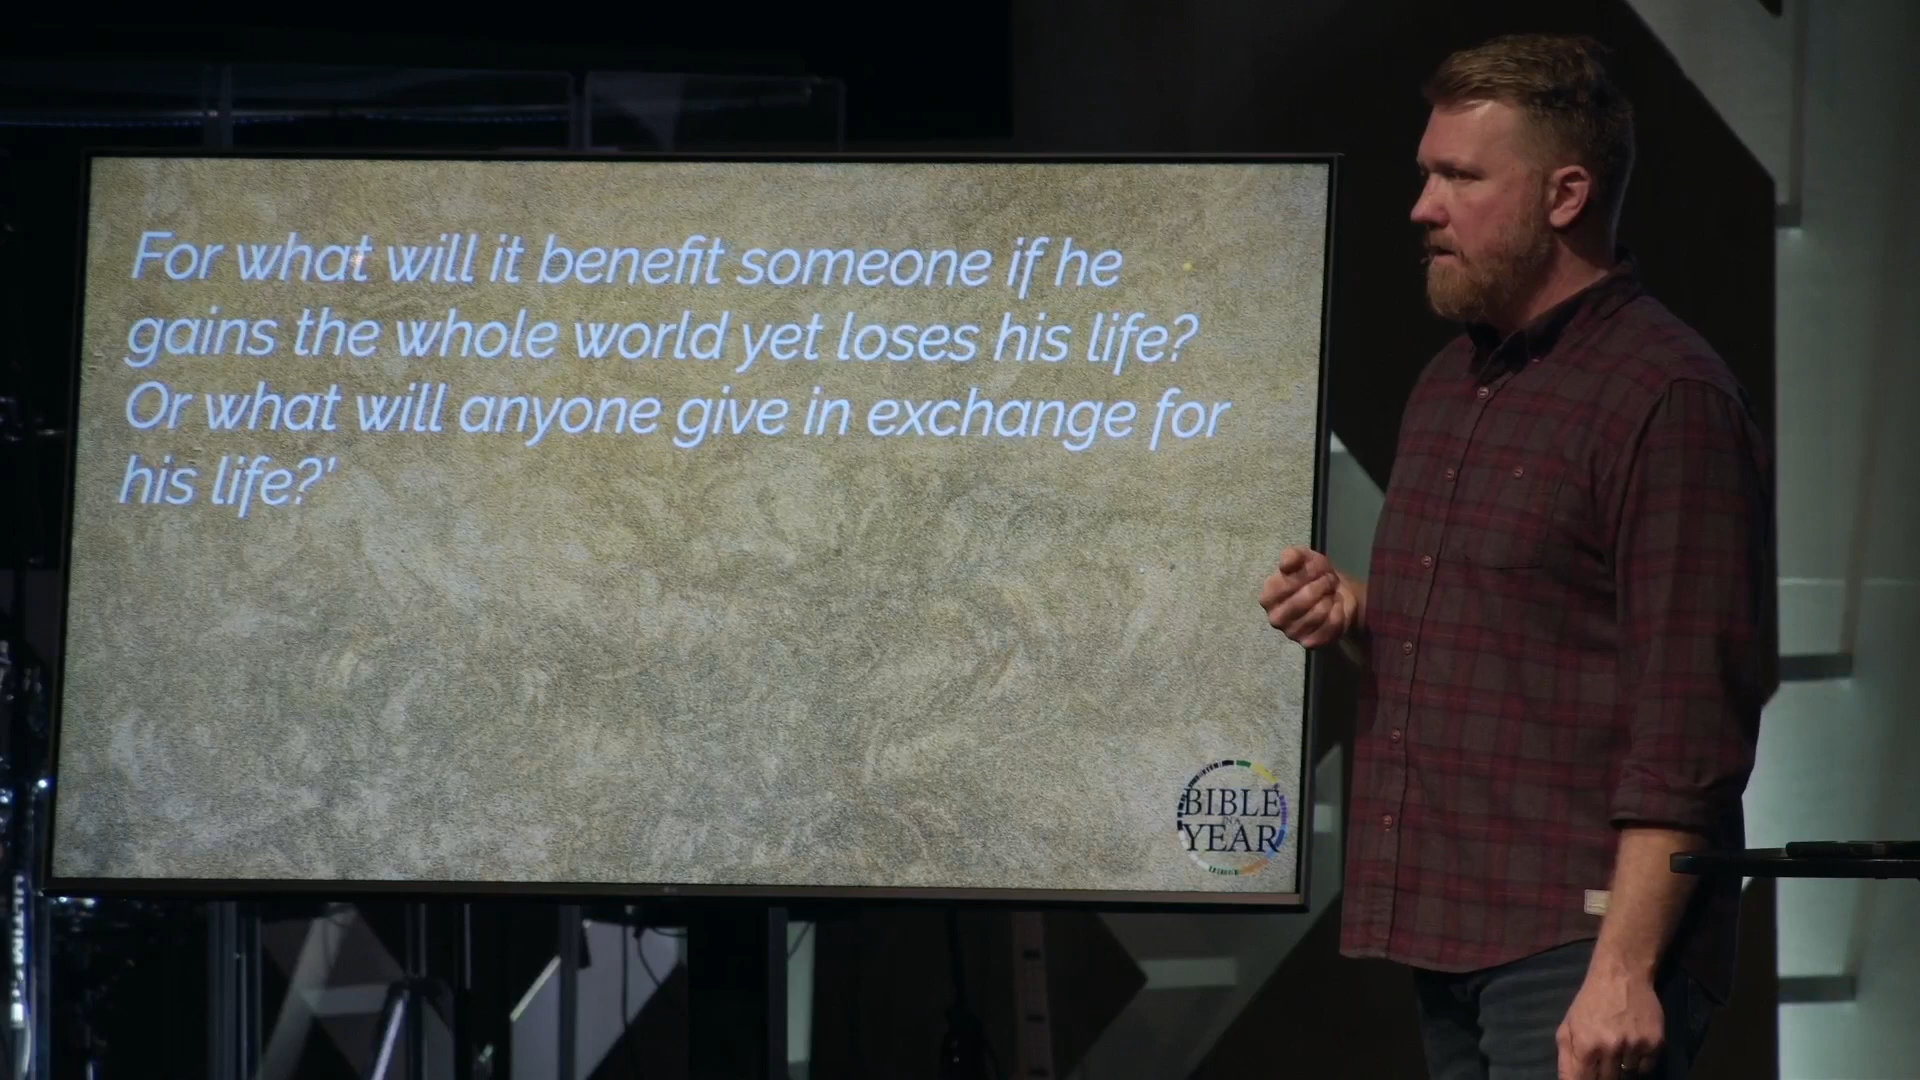 For what will it benefit someone if he
gains the whole world yet loses his life?
Or what will anyone give in exchange for
his life?'
BIBLE
IN A
YEAR